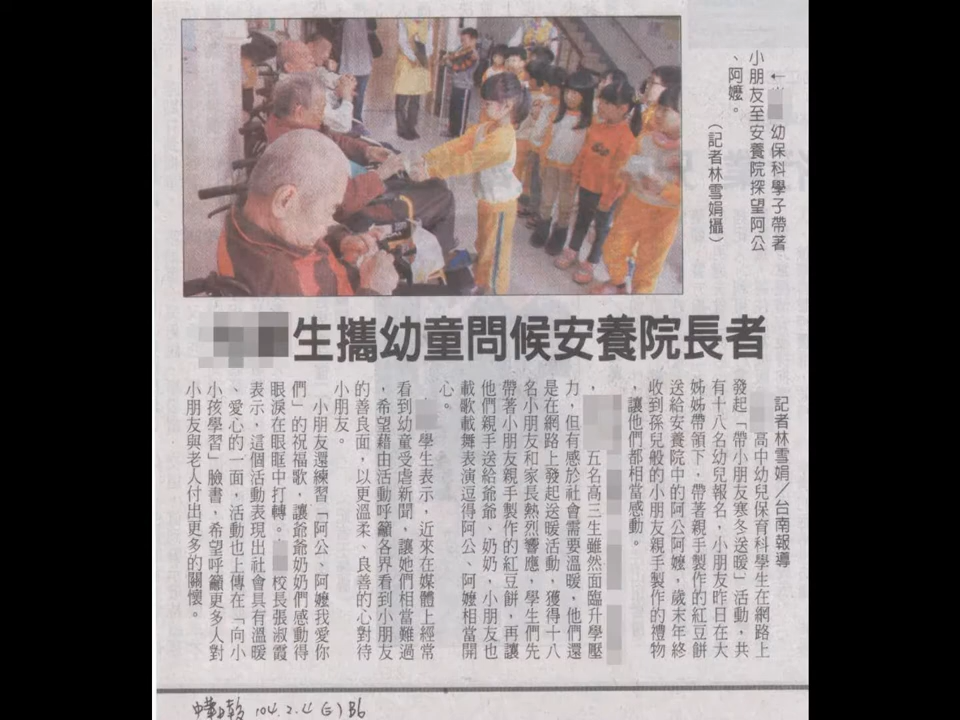 幼保科學子帶著
小朋友至安養院探望阿公
、阿嬤。
（記者林雪娟攝）
生攜幼童問候安養院長者
記者林雪娟／台南報導
高中幼兒保育科學生在網路上
發起「帶小朋友寒冬送暖」活動，共
有十八名幼兒報名，小朋友昨日在大
姊姊帶領下，帶著親手製作的紅豆餅
送給安養院中的阿公阿嬤，歲末年終
收到孫兒般的小朋友親手製作的禮物
，讓他們都相當感動。
，五名高三生雖然面臨升學壓
力，但有感於社會需要溫暖，他們還
是在網路上發起送暖活動，獲得十八
名小朋友和家長熱烈響應，學生們先
帶著小朋友親手製作的紅豆餅，再讓
他們親手送給爺爺、奶奶，小朋友也
載歌載舞表演逗得阿公、阿嬤相當開
心。
學生表示，近來在媒體上經常
看到幼童受虐新聞，讓她們相當難過
，希望藉由活動呼籲各界看到小朋友
的善良面，以更溫柔、良善的心對待
小朋友。
小朋友還練習「阿公、阿嬤我愛你
們」的祝福歌，讓爺爺奶奶們感動得
眼淚在眼眶中打轉。校長張淑霞
表示，這個活動表現出社會具有溫暖
、愛心的一面，活動也上傳在「向小
小孩學習」臉書，希望呼籲更多人對
小朋友與老人付出更多的關懷。
104.2.4(三)B6